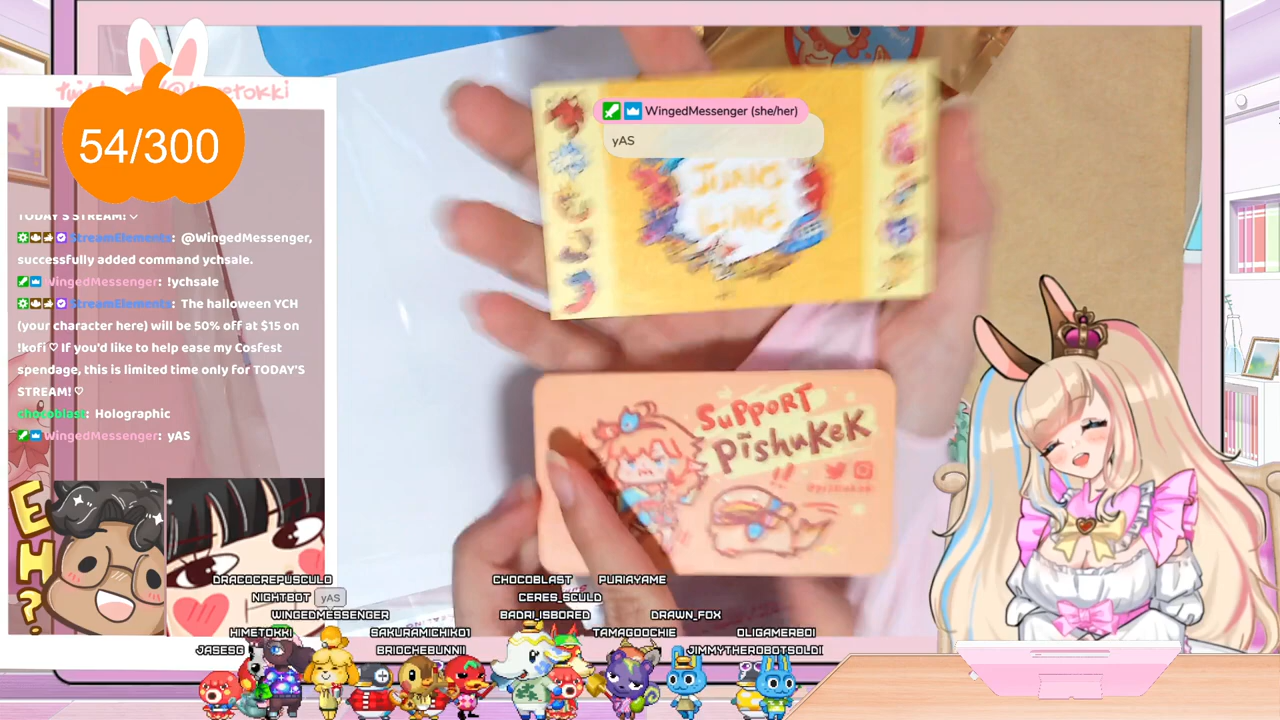 54/300
TODAY'S STREAM! ♡
StreamElements: @WingedMessenger,
successfully added command ychsale.
WingedMessenger: !ychsale
StreamElements: The halloween YCH
(your character here) will be 50% off at $15 on
!kofi ♡ If you'd like to help ease my Cosfest
spendage, this is limited time only for TODAY'S
STREAM! ♡
chocoblast: Holographic
WingedMessenger: yAS
EH?
WingedMessenger (she/her)
yAS
SUPPORT
PiSHUKEK
DRACOCREPUSCULO
NIGHTBOT yAS
WINGEDMESSENGER
HIMETOKKI
SAKURAMICHIK01
JASESG
BRIOCHEBUNNII
CHOCOBLAST
PURIAYAME
CERES_SCULD
BADRI_ISBORED
DRAWN_FOX
TAMAGOOCHIE
OLIGAMERBOI
JIMMYTHEROBOTSOLDI